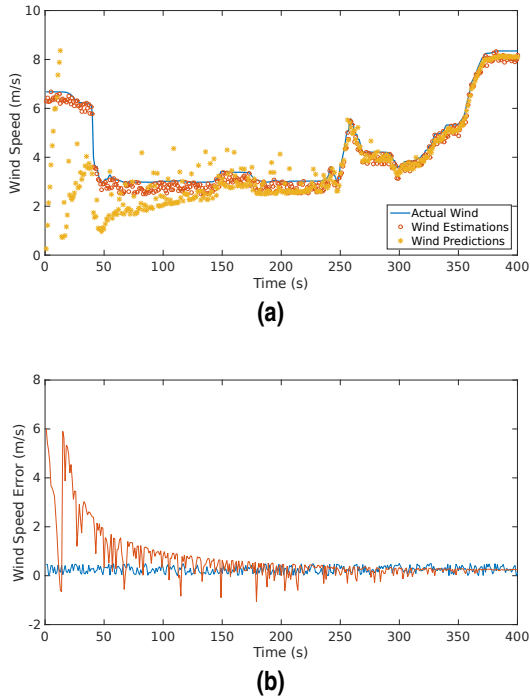 10
8
6
4
2
0
Wind Speed (m/s)
Actual Wind
Wind Estimations
Wind Predictions
0 50 100 150 200 250 300 350 400
Time (s)
(a)
8
6
4
2
0
-2
Wind Speed Error (m/s)
0 50 100 150 200 250 300 350 400
Time (s)
(b)